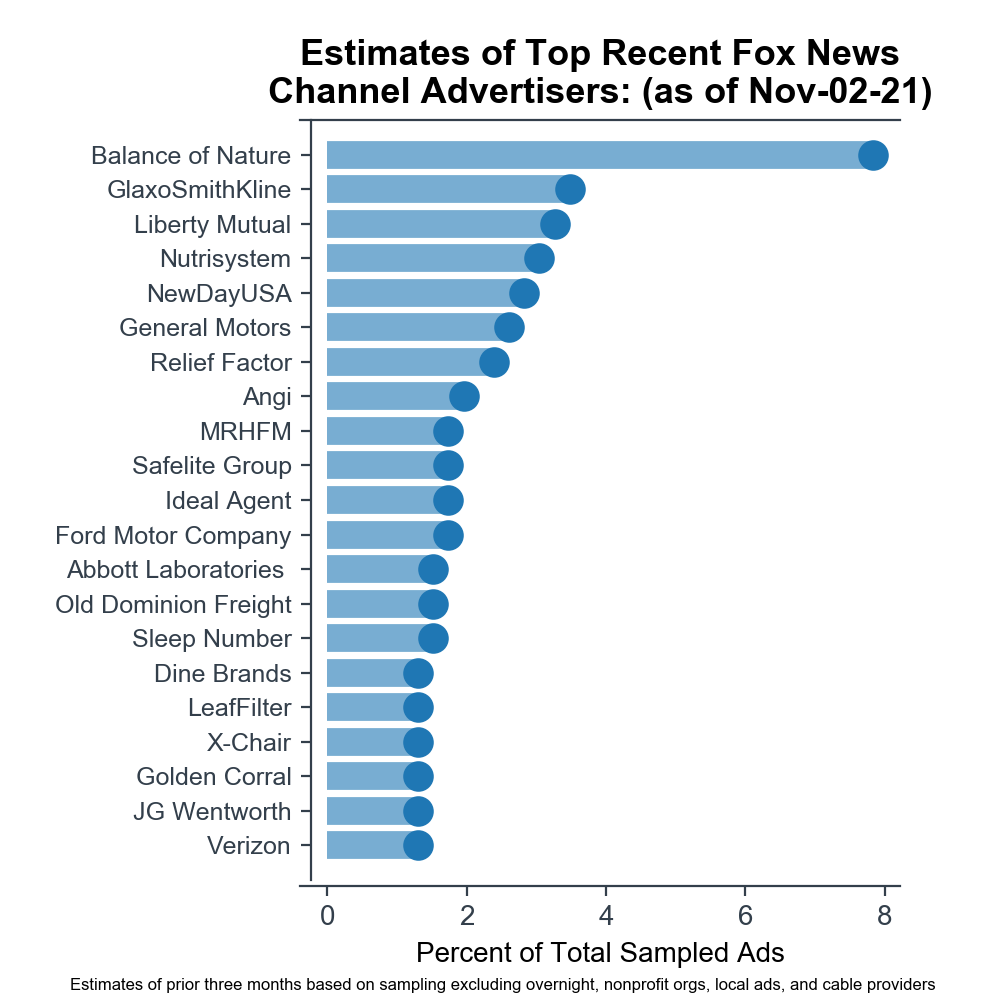 Estimates of Top Recent Fox News
Channel Advertisers: (as of Nov-02-21)
Balance of Nature
GlaxoSmithKline
Liberty Mutual
Nutrisystem
NewDayUSA
General Motors
Relief Factor
Angi
MRHFM
Safelite Group
Ideal Agent
Ford Motor Company
Abbott Laboratories
Old Dominion Freight
Sleep Number
Dine Brands
LeafFilter
X-Chair
Golden Corral
JG Wentworth
Verizon
0 2 4 6 8
Percent of Total Sampled Ads
Estimates of prior three months based on sampling excluding overnight, nonprofit orgs, local ads, and cable providers